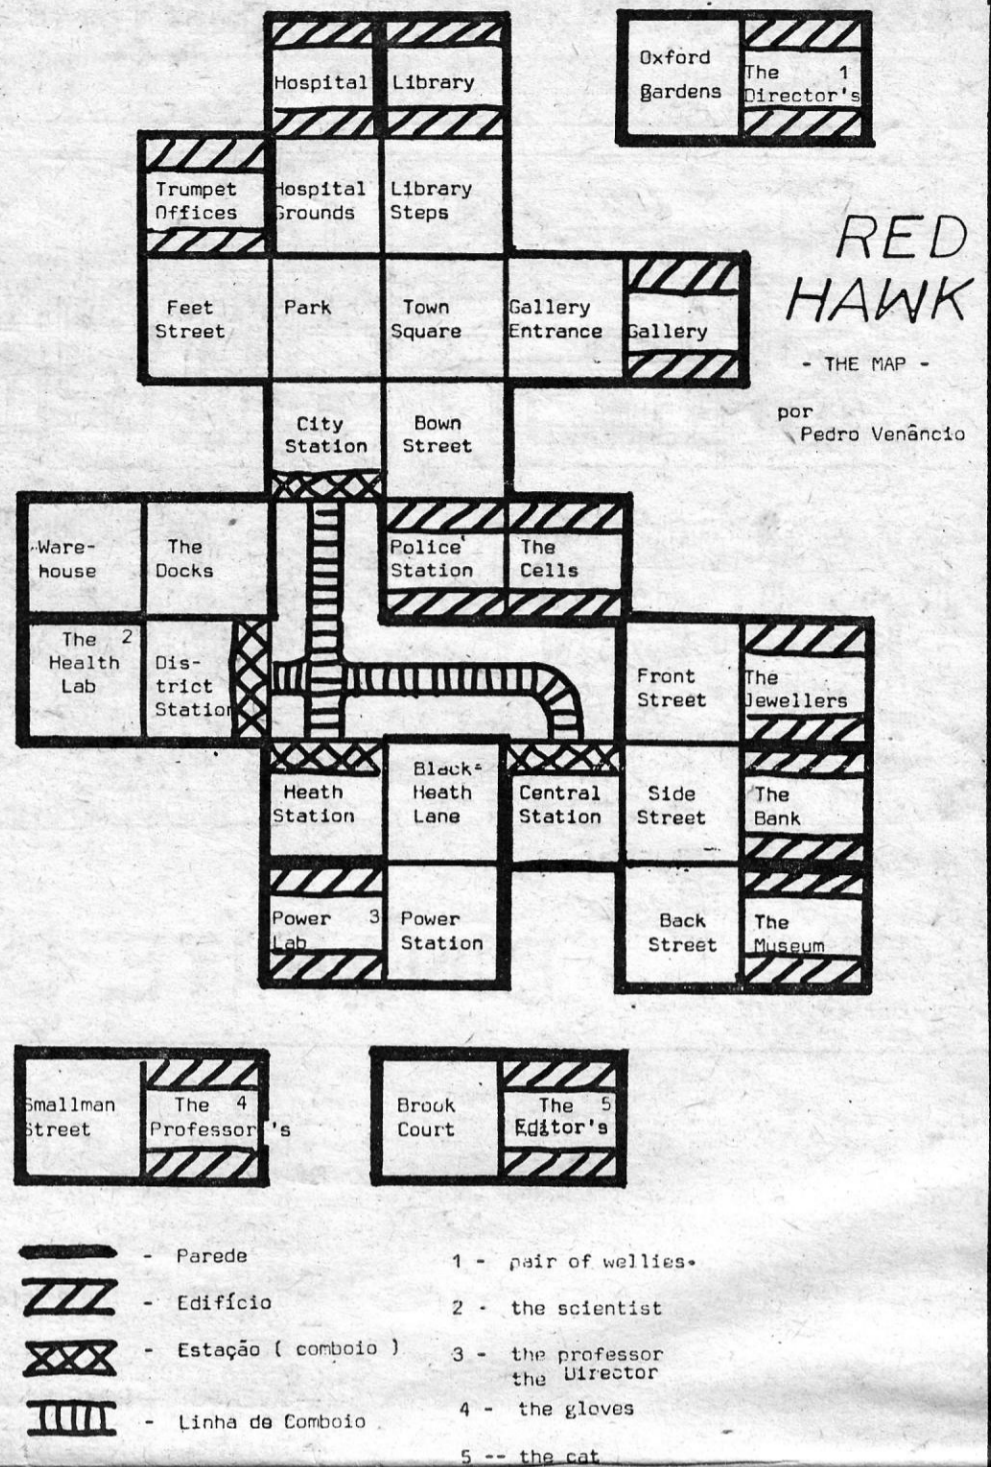 Hospital
Library
Oxford
Gardens
The 1
Director's
Trumpet
Offices
Hospital
Grounds
Library
Steps
RED
HAWK
- THE MAP -
por
Pedro Venâncio
Feet
Street
Park
Town
Square
Gallery
Entrance
Gallery
City
Station
Bown
Street
Ware-
house
The
Docks
Police
Station
The
Cells
The 2
Health
Lab
Dis-
trict
Station
Front
Street
The
Jewellers
Heath
Station
Black-
Heath
Lane
Central
Station
Side
Street
The
Bank
Power 3
Lab
Power
Station
Back
Street
The
Museum
Smallman
Street
The 4
Professor's
Brook
Court
The 5
Editor's
- Parede
- Edifício
- Estação ( comboio )
- Linha de Comboio
1 - pair of wellies.
2 - the scientist
3 - the professor
the Director
4 - the gloves
5 -- the cat